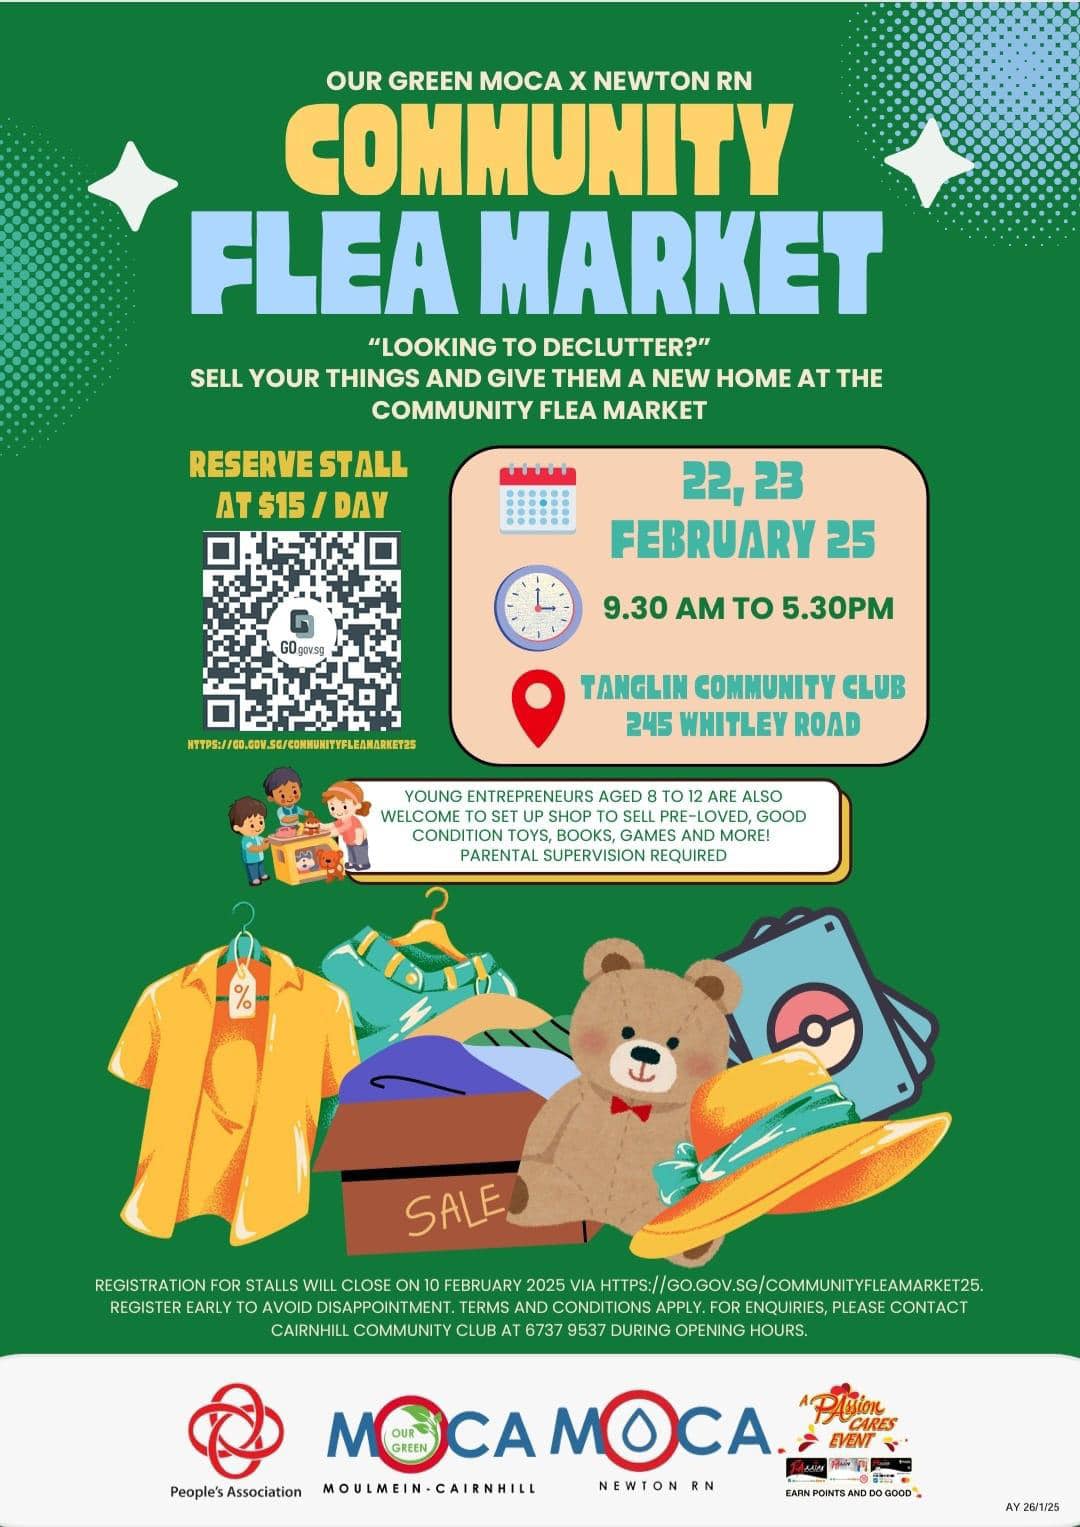 OUR GREEN MOCA X NEWTON RN
COMMUNITY
FLEA MARKET
“LOOKING TO DECLUTTER?”
SELL YOUR THINGS AND GIVE THEM A NEW HOME AT THE
COMMUNITY FLEA MARKET
RESERVE STALL
AT $15 / DAY
GO.gov.sg
HTTPS://GO.GOV.SG/COMMUNITYFLEAMARKET25
22, 23
FEBRUARY 25
9.30 AM TO 5.30PM
TANGLIN COMMUNITY CLUB
245 WHITLEY ROAD
YOUNG ENTREPRENEURS AGED 8 TO 12 ARE ALSO
WELCOME TO SET UP SHOP TO SELL PRE-LOVED, GOOD
CONDITION TOYS, BOOKS, GAMES AND MORE!
PARENTAL SUPERVISION REQUIRED
%
SALE
REGISTRATION FOR STALLS WILL CLOSE ON 10 FEBRUARY 2025 VIA HTTPS://GO.GOV.SG/COMMUNITYFLEAMARKET25.
REGISTER EARLY TO AVOID DISAPPOINTMENT. TERMS AND CONDITIONS APPLY. FOR ENQUIRIES, PLEASE CONTACT
CAIRNHILL COMMUNITY CLUB AT 6737 9537 DURING OPENING HOURS.
People's Association
MOCA
OUR
GREEN
MOULMEIN-CAIRNHILL
MOCA
NEWTON RN
A PAssion
CARES
EVENT
EARN POINTS AND DO GOOD
AY 26/1/25